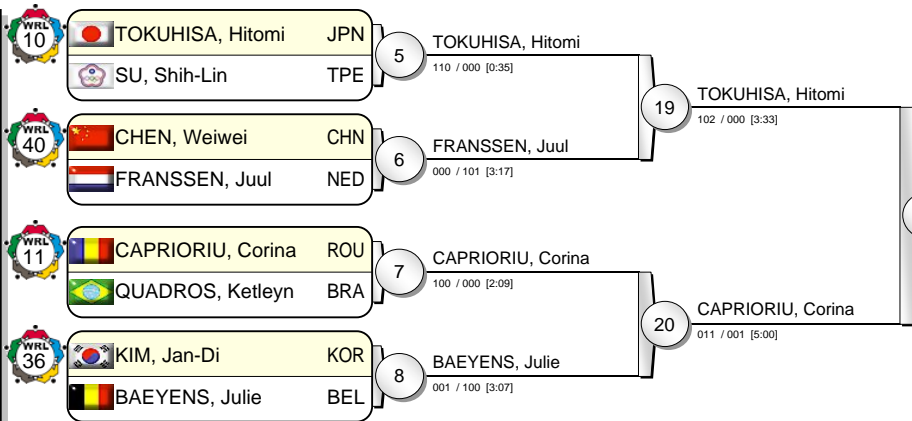 WRL
10
TOKUHISA, Hitomi JPN
SU, Shih-Lin TPE
5
TOKUHISA, Hitomi
110 / 000 [0:35]
19
TOKUHISA, Hitomi
102 / 000 [3:33]
WRL
40
CHEN, Weiwei CHN
FRANSSEN, Juul NED
6
FRANSSEN, Juul
000 / 101 [3:17]
WRL
11
CAPRIORIU, Corina ROU
QUADROS, Ketleyn BRA
7
CAPRIORIU, Corina
100 / 000 [2:09]
20
CAPRIORIU, Corina
011 / 001 [5:00]
WRL
36
KIM, Jan-Di KOR
BAEYENS, Julie BEL
8
BAEYENS, Julie
001 / 100 [3:07]